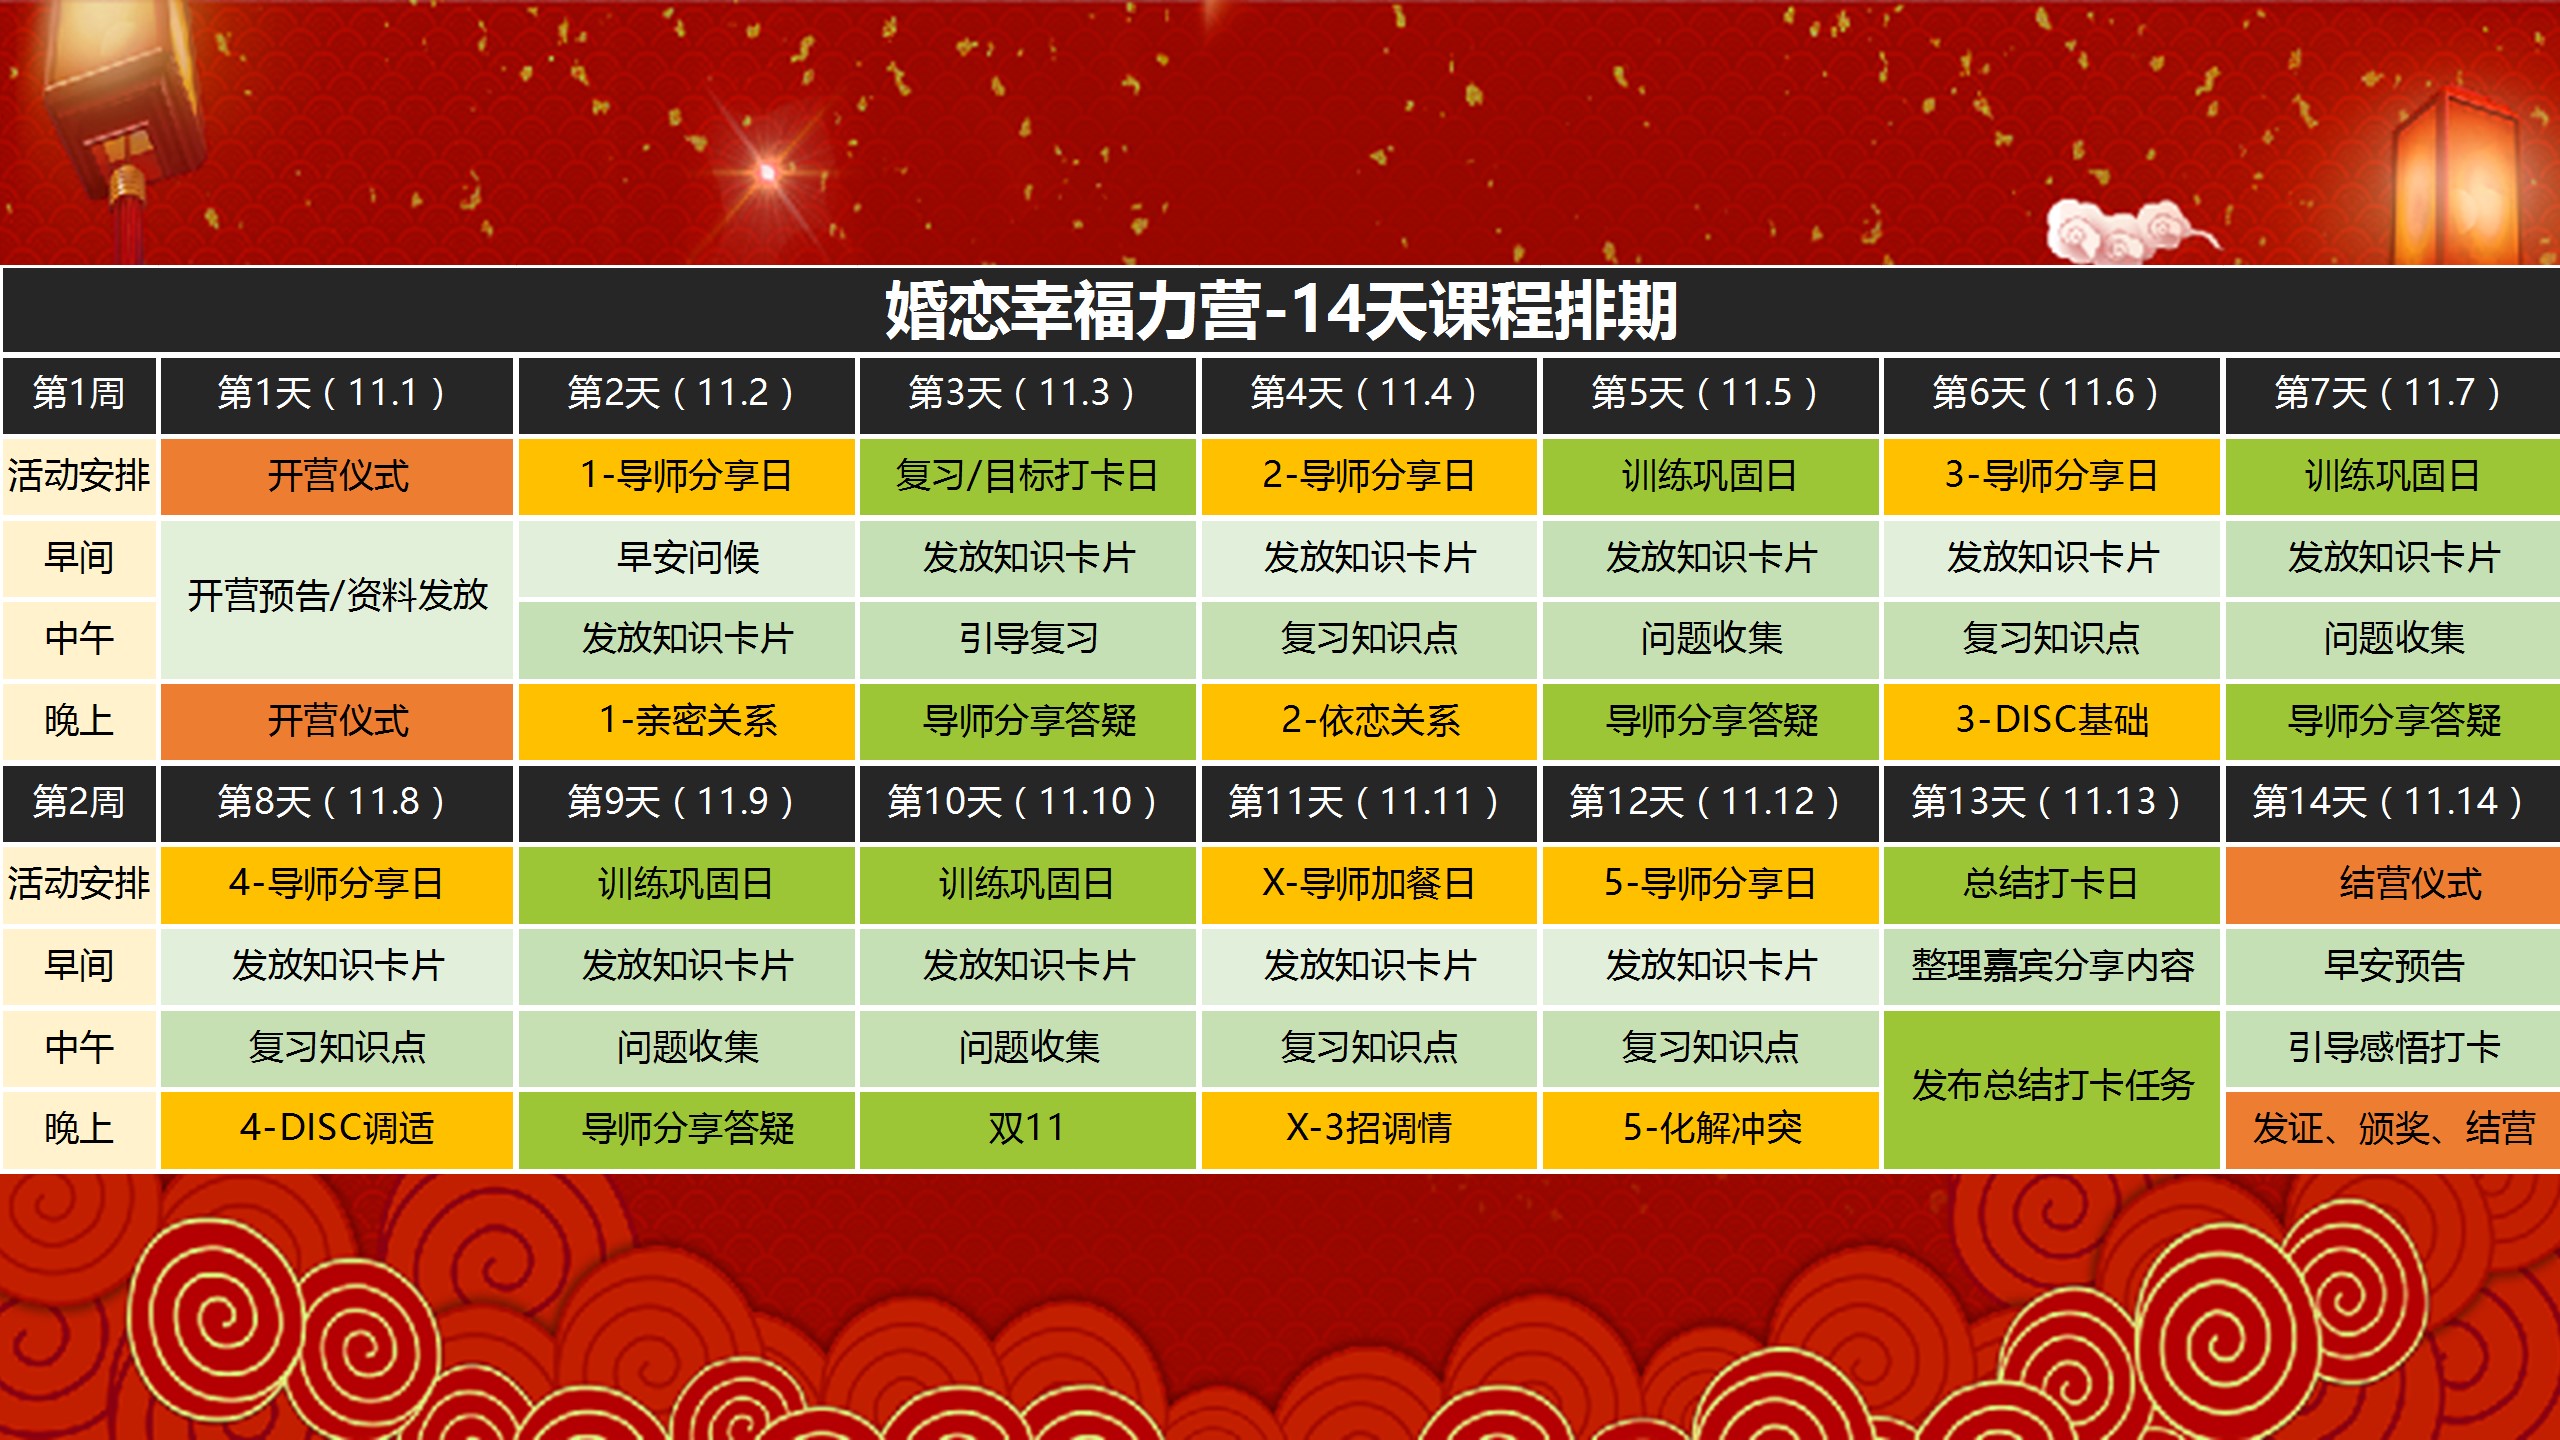 婚恋幸福力营-14天课程排期
第1周 第1天（11.1） 第2天（11.2） 第3天（11.3） 第4天（11.4） 第5天（11.5） 第6天（11.6） 第7天（11.7）
活动安排 开营仪式 1-导师分享日 复习/目标打卡日 2-导师分享日 训练巩固日 3-导师分享日 训练巩固日
早间 开营预告/资料发放 早安问候 发放知识卡片 发放知识卡片 发放知识卡片 发放知识卡片 发放知识卡片
中午 发放知识卡片 引导复习 复习知识点 问题收集 复习知识点 问题收集
晚上 开营仪式 1-亲密关系 导师分享答疑 2-依恋关系 导师分享答疑 3-DISC基础 导师分享答疑
第2周 第8天（11.8） 第9天（11.9） 第10天（11.10） 第11天（11.11） 第12天（11.12） 第13天（11.13） 第14天（11.14）
活动安排 4-导师分享日 训练巩固日 训练巩固日 X-导师加餐日 5-导师分享日 总结打卡日 结营仪式
早间 发放知识卡片 发放知识卡片 发放知识卡片 发放知识卡片 发放知识卡片 整理嘉宾分享内容 早安预告
中午 复习知识点 问题收集 问题收集 复习知识点 复习知识点 发布总结打卡任务 引导感悟打卡
晚上 4-DISC调适 导师分享答疑 双11 X-3招调情 5-化解冲突 发证、颁奖、结营